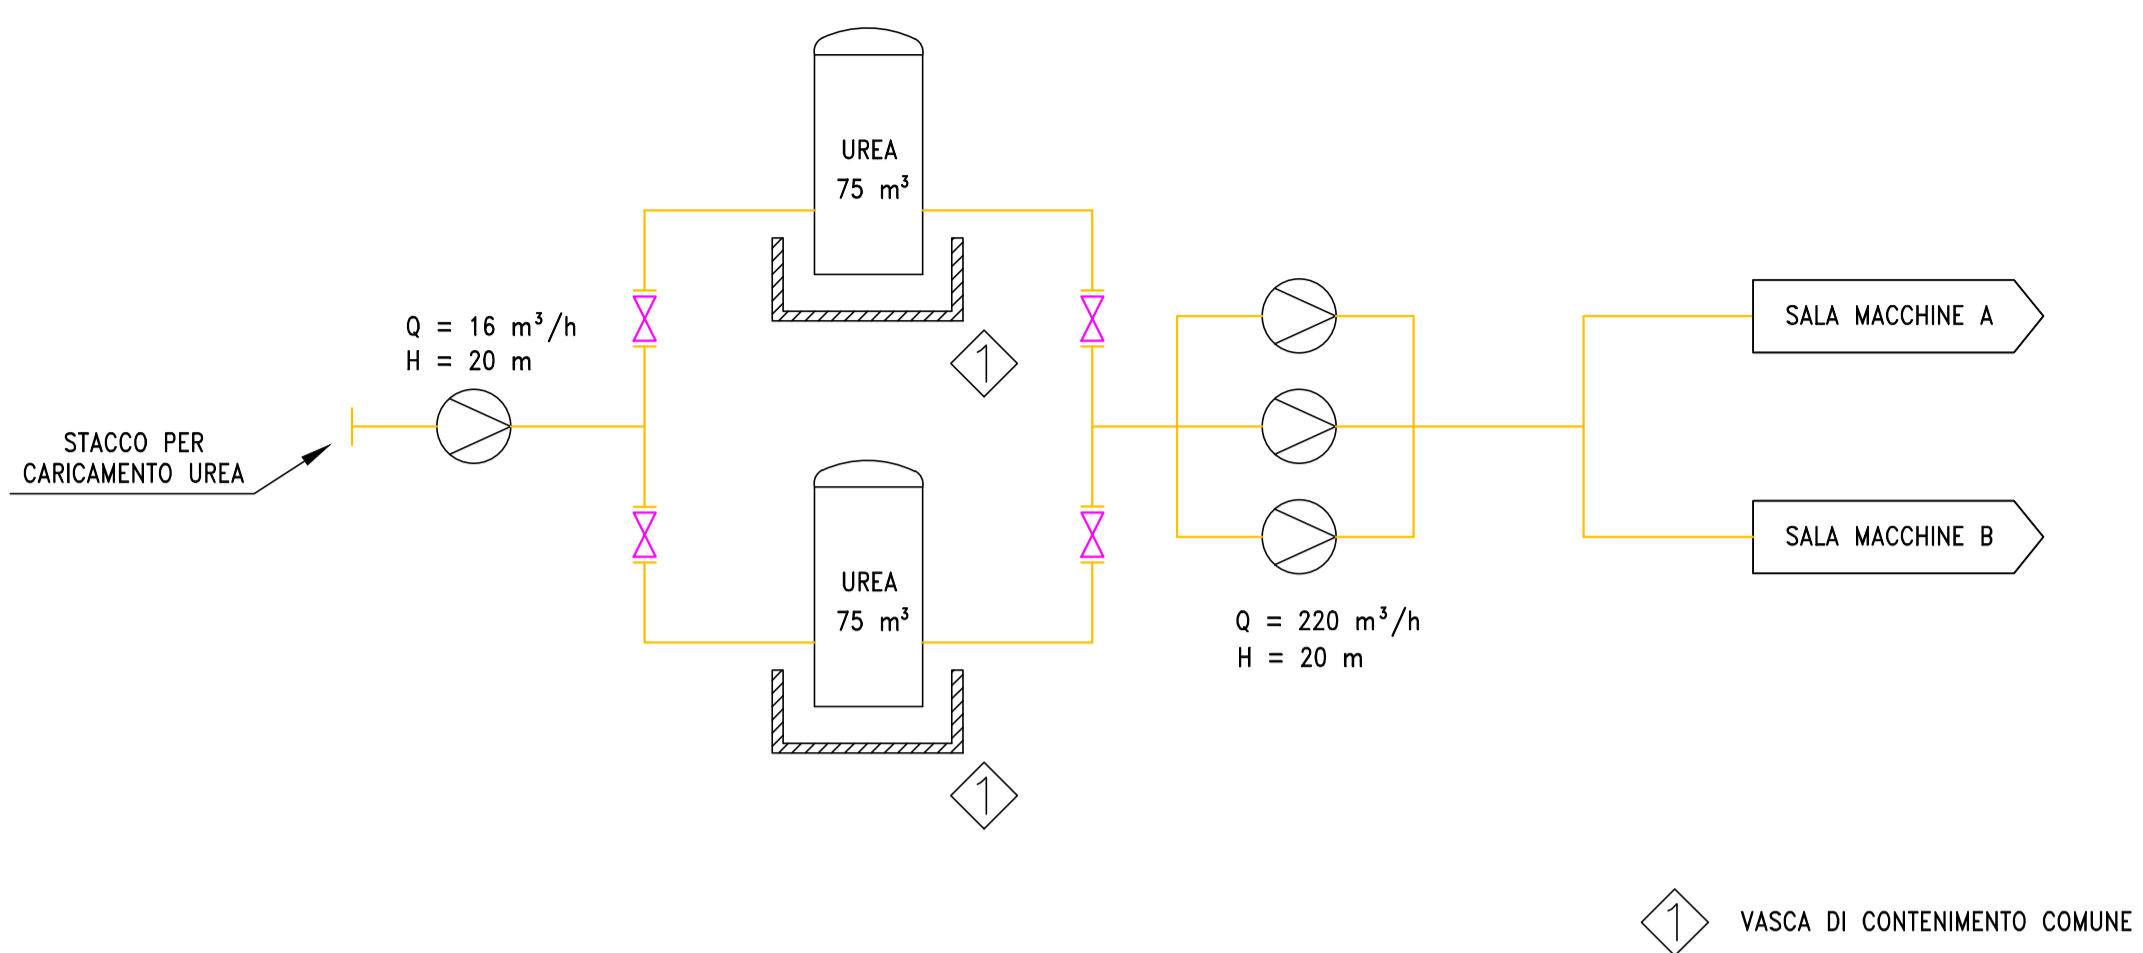 UREA
75 m³
Q = 16 m³/h
H = 20 m
1
STACCO PER
CARICAMENTO UREA
SALA MACCHINE A
SALA MACCHINE B
UREA
75 m³
Q = 220 m³/h
H = 20 m
1
1 VASCA DI CONTENIMENTO COMUNE